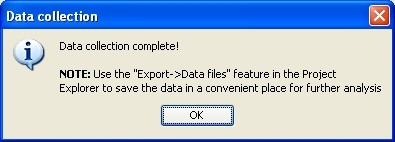 Data collection
Data collection complete!
NOTE: Use the "Export->Data files" feature in the Project
Explorer to save the data in a convenient place for further analysis
OK